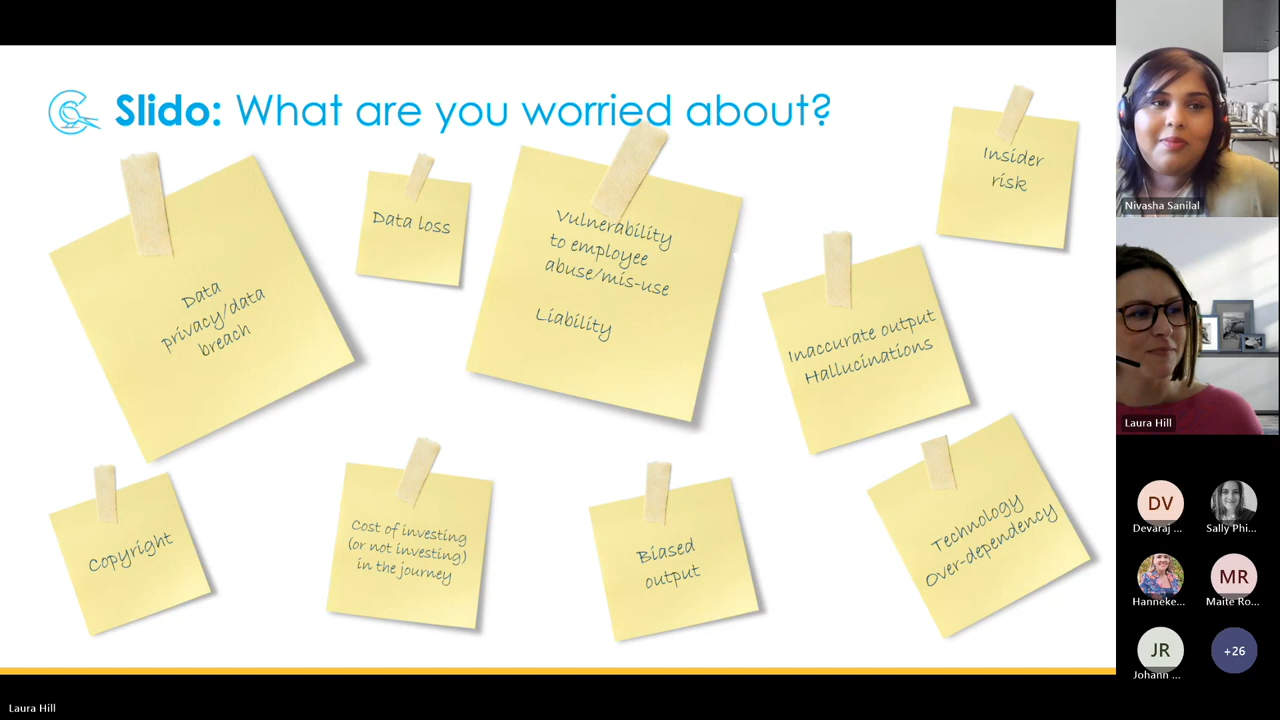 Slido: What are you worried about?
Data
privacy/data
breach
Data loss
Vulnerability
to employee
abuse/mis-use
Liability
Insider
risk
Inaccurate output
Hallucinations
Copyright
Cost of investing
(or not investing)
in the journey
Biased
output
Technology
Over-dependency
Nivasha Sanilal
Laura Hill
DV
Devaraj ...
Sally Phi...
Hanneke...
MR
Maite Ro...
JR
Johann ...
+26
Laura Hill